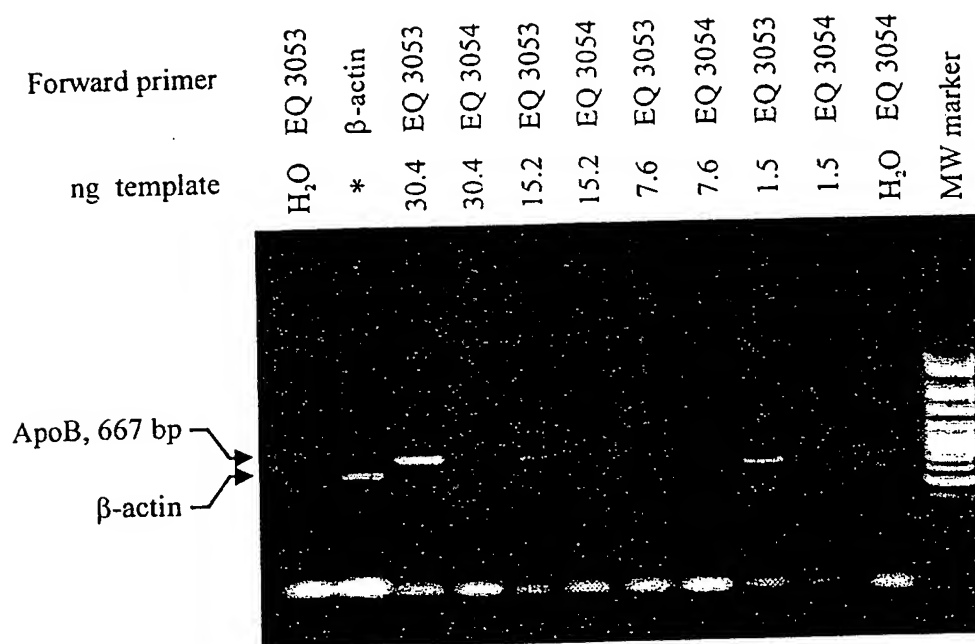 Forward primer EQ 3053 β-actin EQ 3053 EQ 3054 EQ 3053 EQ 3054 EQ 3053 EQ 3054 EQ 3053 EQ 3054 EQ 3054 MW marker
ng template H₂O * 30.4 30.4 15.2 15.2 7.6 7.6 1.5 1.5 H₂O
ApoB, 667 bp
β-actin